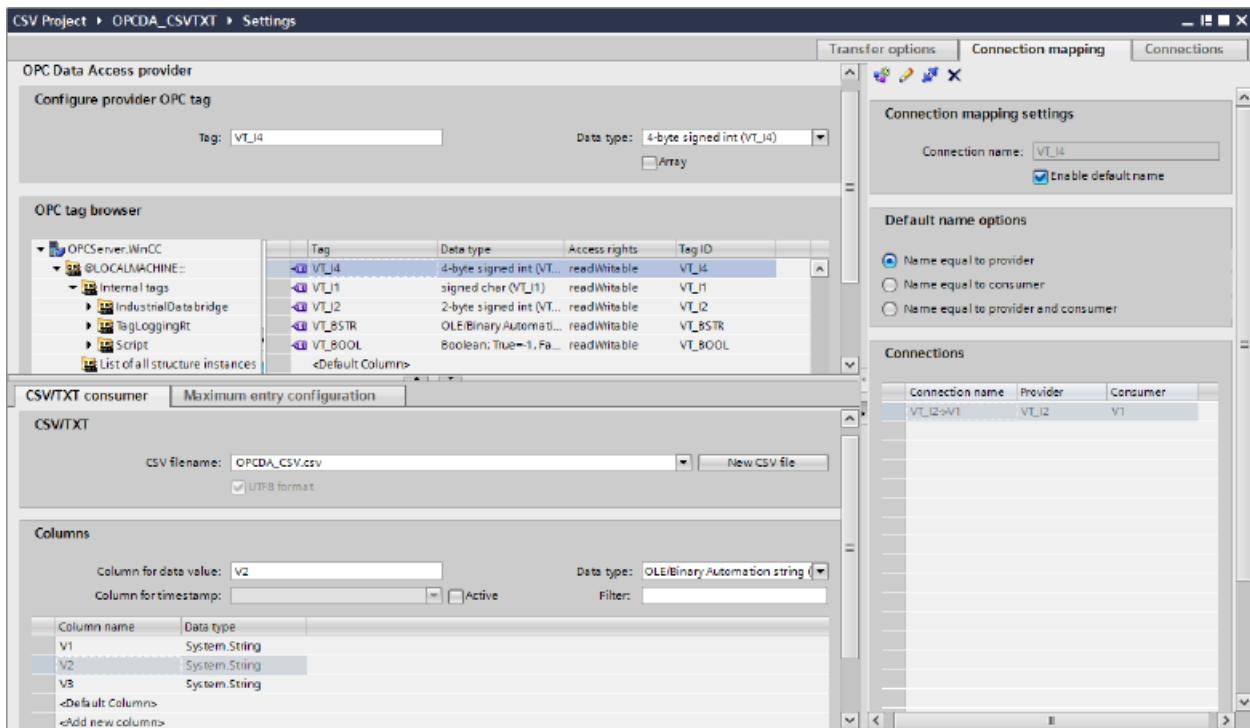 CSV Project ▸ OPCDA_CSVTXT ▸ Settings
Transfer options Connection mapping Connections
OPC Data Access provider
Configure provider OPC tag
Tag: VT_I4 Data type: 4-byte signed int (VT_I4)
Array
OPC tag browser
OPCServer.WinCC
@LOCALMACHINE::
Internal tags
IndustrialDatabridge
TagLoggingRt
Script
List of all structure instances
Tag Data type Access rights Tag ID
VT_I4 4-byte signed int (VT... readWritable VT_I4
VT_I1 signed char (VT_I1) readWritable VT_I1
VT_I2 2-byte signed int (VT... readWritable VT_I2
VT_BSTR OLE/Binary Automati... readWritable VT_BSTR
VT_BOOL Boolean; True=-1, Fa... readWritable VT_BOOL
<Default Column>
CSV/TXT consumer Maximum entry configuration
CSV/TXT
CSV filename: OPCDA_CSV.csv New CSV file
UTF8 format
Columns
Column for data value: V2 Data type: OLE/Binary Automation string (
Column for timestamp: Active Filter:
Column name Data type
V1 System.String
V2 System.String
V3 System.String
<Default Column>
<Add new column>
Connection mapping settings
Connection name: VT_I4
Enable default name
Default name options
Name equal to provider
Name equal to consumer
Name equal to provider and consumer
Connections
Connection name Provider Consumer
VT_I2->V1 VT_I2 V1